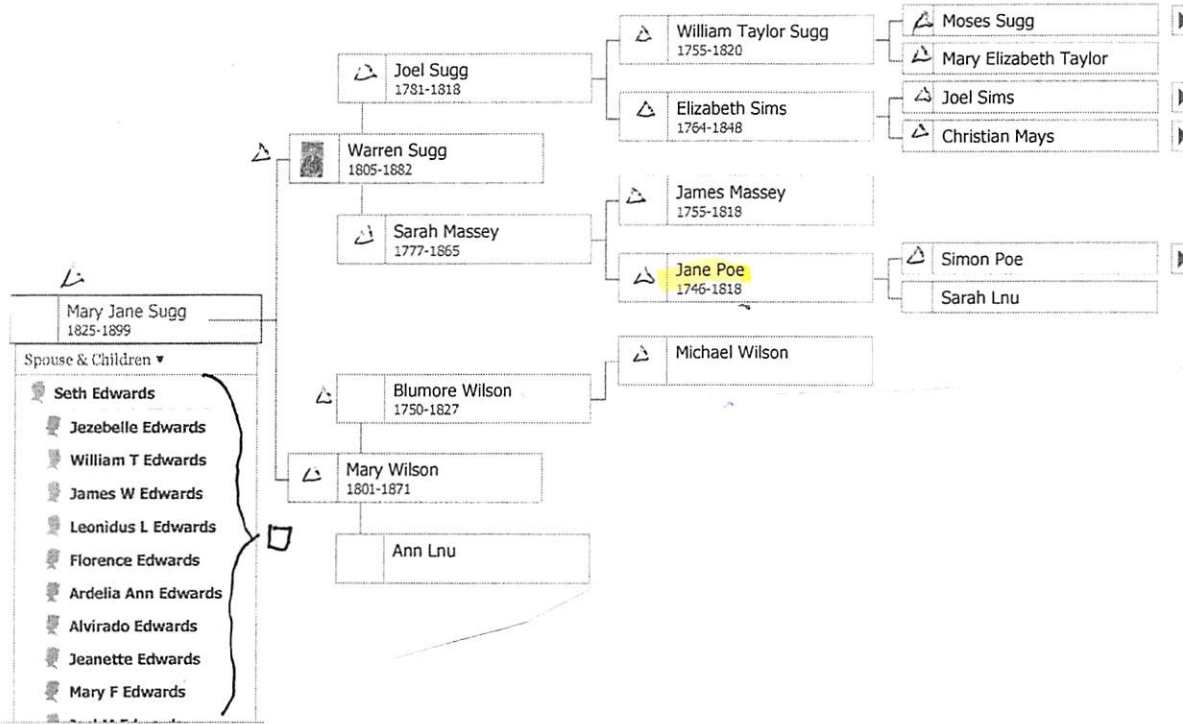 William Taylor Sugg
1755-1820
Moses Sugg
Mary Elizabeth Taylor
Joel Sugg
1781-1818
Elizabeth Sims
1764-1848
Joel Sims
Christian Mays
Warren Sugg
1805-1882
James Massey
1755-1818
Sarah Massey
1777-1865
Jane Poe
1746-1818
Simon Poe
Sarah Lnu
Mary Jane Sugg
1825-1899
Michael Wilson
Blumore Wilson
1750-1827
Mary Wilson
1801-1871
Ann Lnu
Spouse & Children ▼
Seth Edwards
Jezebelle Edwards
William T Edwards
James W Edwards
Leonidus L Edwards
Florence Edwards
Ardelia Ann Edwards
Alvirado Edwards
Jeanette Edwards
Mary F Edwards